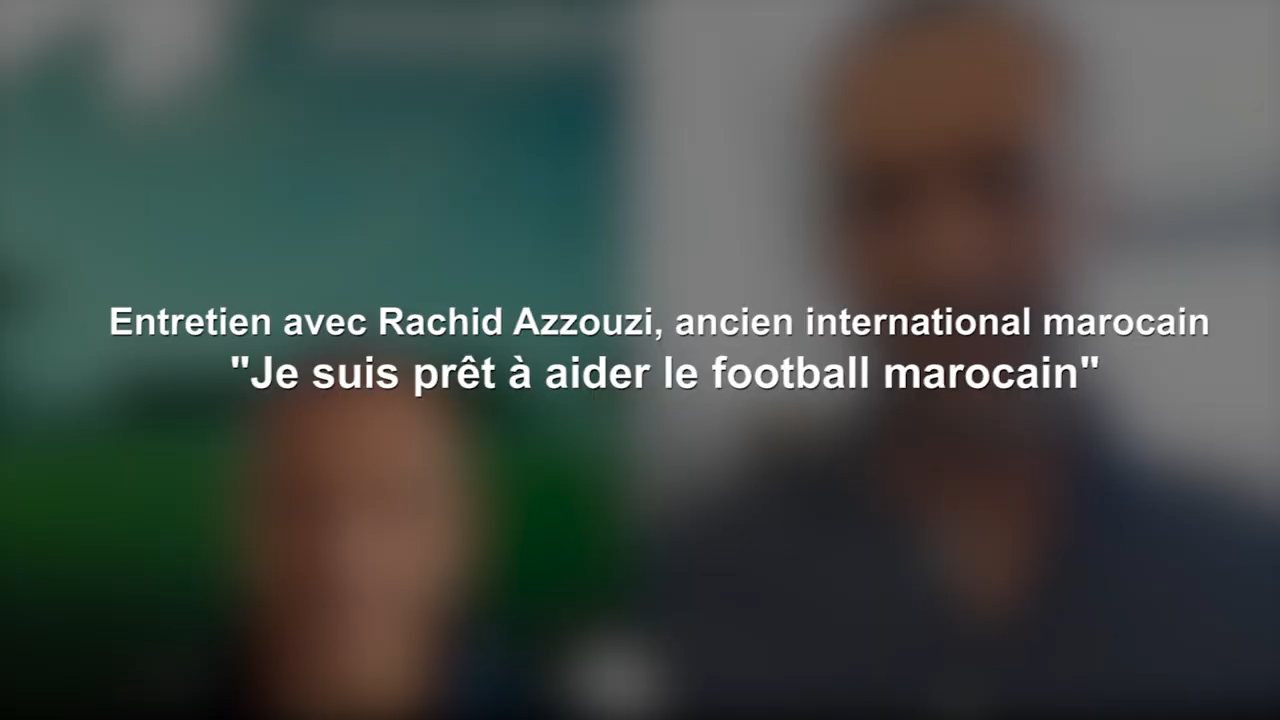 Entretien avec Rachid Azzouzi, ancien international marocain
"Je suis prêt à aider le football marocain"